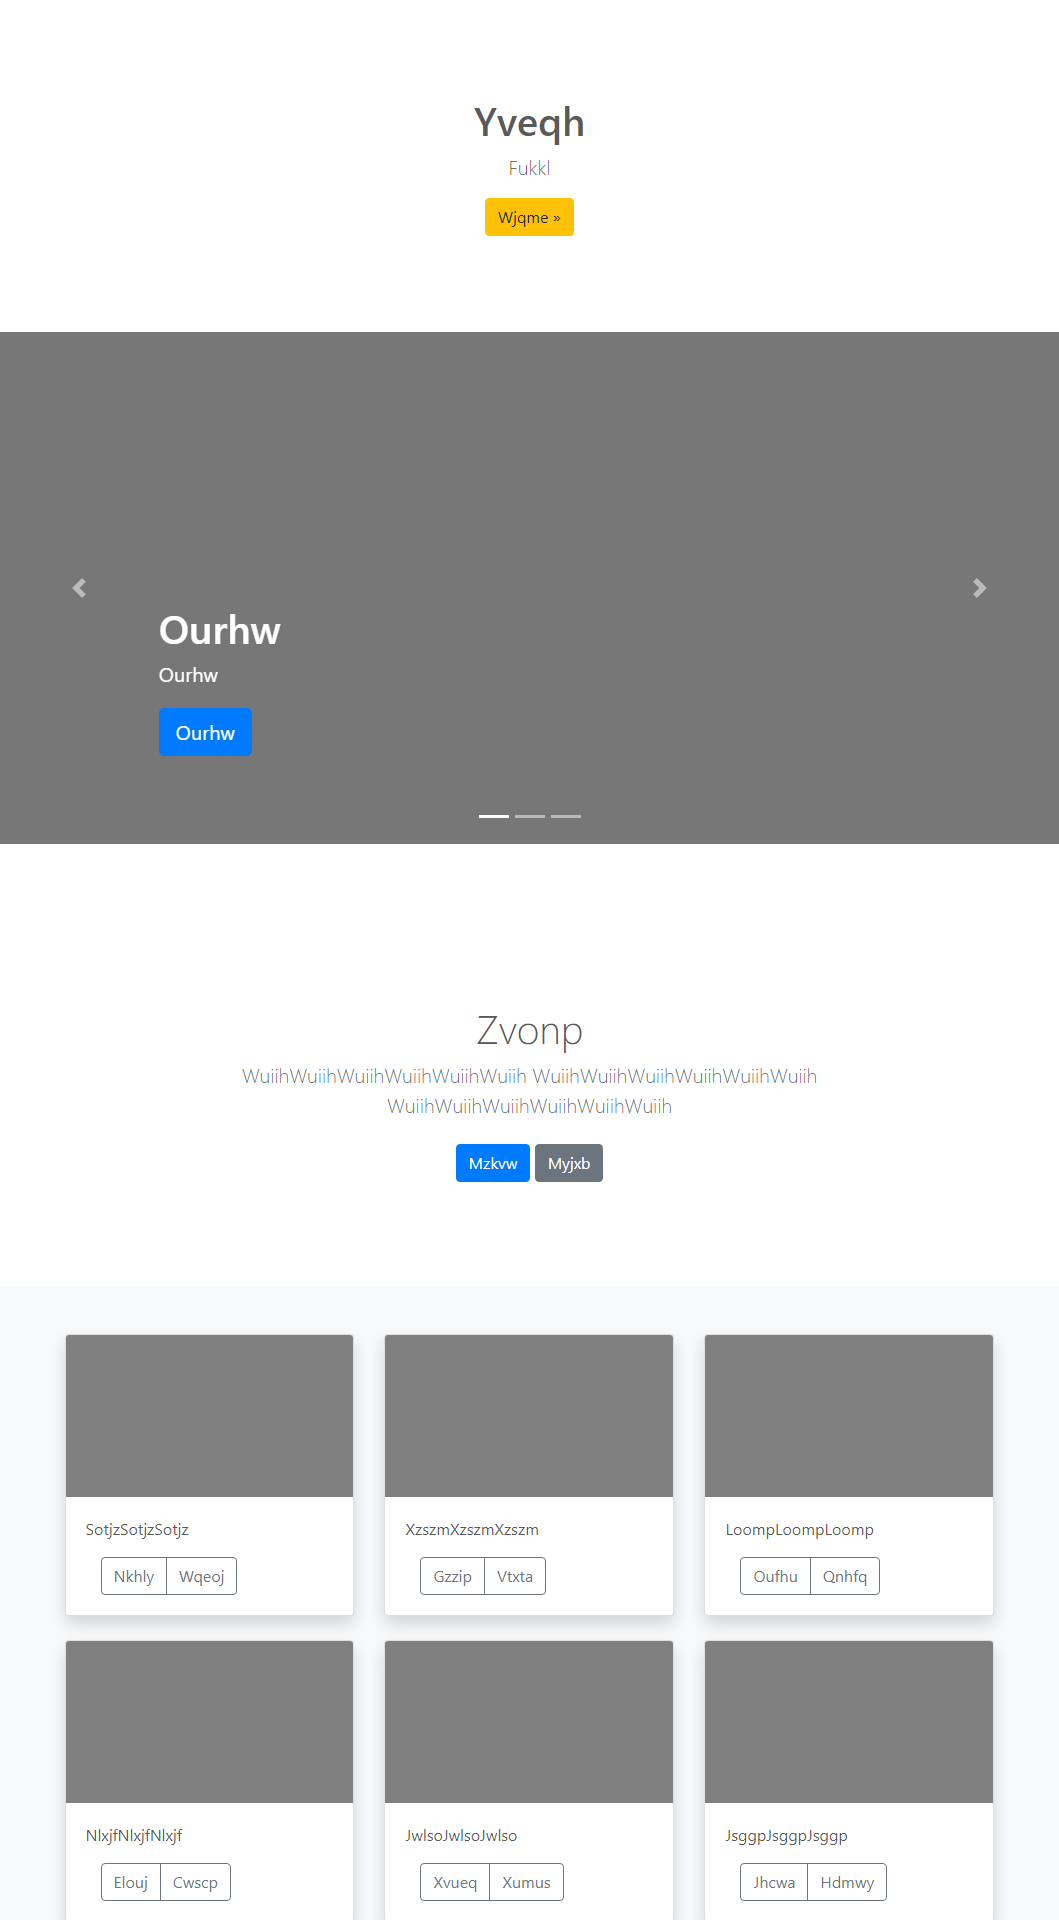 Yveqh
Fukkl
Wjqme »
Ourhw
Ourhw
Ourhw
Zvonp
WuiihWuiihWuiihWuiihWuiihWuiih WuiihWuiihWuiihWuiihWuiihWuiih
WuiihWuiihWuiihWuiihWuiihWuiih
Mzkvw Myjxb
SotjzSotjzSotjz
Nkhly Wqeoj
XzszmXzszmXzszm
Gzzip Vtxta
LoompLoompLoomp
Oufhu Qnhfq
NlxjfNlxjfNlxjf
Elouj Cwscp
JwlsoJwlsoJwlso
Xvueq Xumus
JsggpJsggpJsggp
Jhcwa Hdmwy